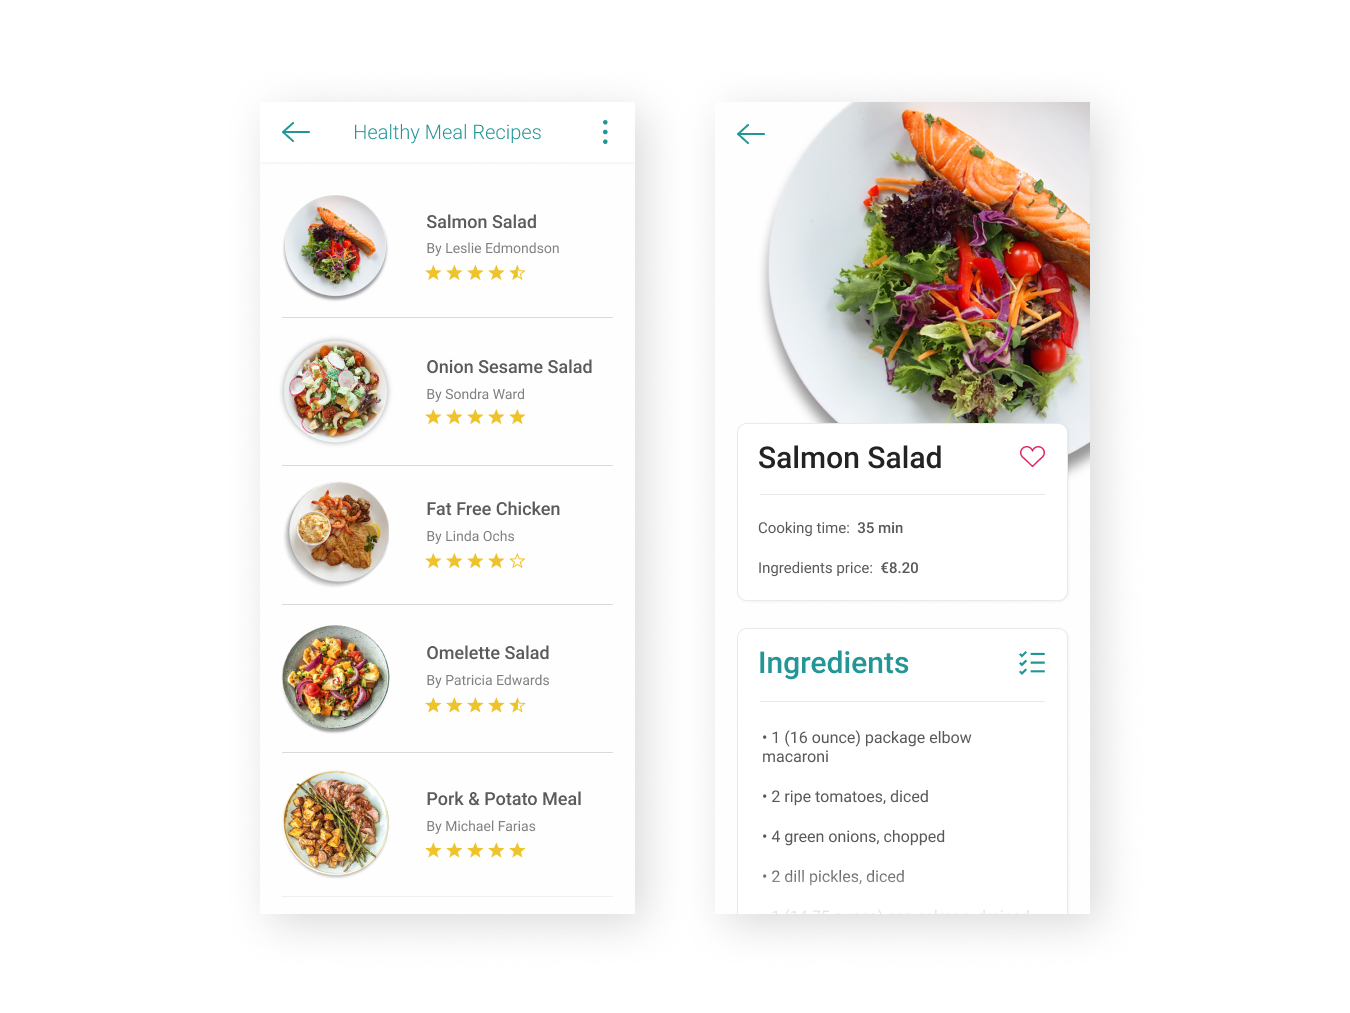 Healthy Meal Recipes
Salmon Salad
By Leslie Edmondson
Onion Sesame Salad
By Sondra Ward
Fat Free Chicken
By Linda Ochs
Omelette Salad
By Patricia Edwards
Pork & Potato Meal
By Michael Farias
Salmon Salad
Cooking time: 35 min
Ingredients price: €8.20
Ingredients
• 1 (16 ounce) package elbow
macaroni
• 2 ripe tomatoes, diced
• 4 green onions, chopped
• 2 dill pickles, diced